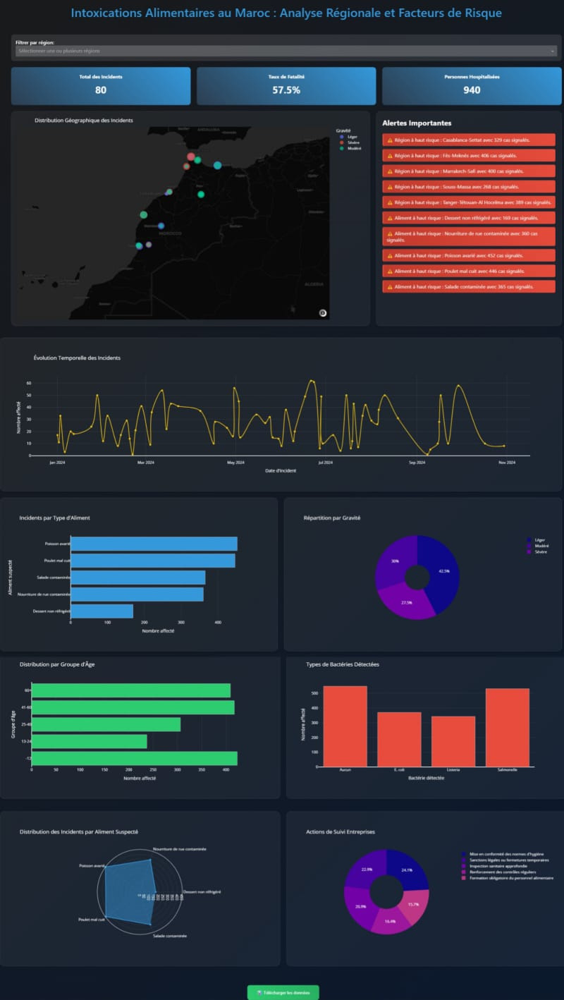 Intoxications Alimentaires au Maroc : Analyse Régionale et Facteurs de Risque
Filtrer par région:
Sélectionner une ou plusieurs régions
Total des Incidents
80
Taux de Fatalité
57.5%
Personnes Hospitalisées
940
Distribution Géographique des Incidents
Gravité
Léger
Sévère
Modéré
ANDALUSIA
MOROCCO
ALGERIA
Alertes Importantes
⚠ Région à haut risque : Casablanca-Settat avec 329 cas signalés.
⚠ Région à haut risque : Fès-Meknès avec 406 cas signalés.
⚠ Région à haut risque : Marrakech-Safi avec 400 cas signalés.
⚠ Région à haut risque : Souss-Massa avec 268 cas signalés.
⚠ Région à haut risque : Tanger-Tétouan-Al Hoceïma avec 389 cas signalés.
⚠ Aliment à haut risque : Dessert non réfrigéré avec 169 cas signalés.
⚠ Aliment à haut risque : Nourriture de rue contaminée avec 360 cas
signalés.
⚠ Aliment à haut risque : Poisson avarié avec 452 cas signalés.
⚠ Aliment à haut risque : Poulet mal cuit avec 446 cas signalés.
⚠ Aliment à haut risque : Salade contaminée avec 365 cas signalés.
Évolution Temporelle des Incidents
Nombre affecté
60
50
40
30
20
10
0
Jan 2024
Mar 2024
May 2024
Jul 2024
Sep 2024
Nov 2024
Date d'Incident
Incidents par Type d'Aliment
Aliment suspecté
Poisson avarié
Poulet mal cuit
Salade contaminée
Nourriture de rue contaminée
Dessert non réfrigéré
0
100
200
300
400
Nombre affecté
Répartition par Gravité
Léger
Modéré
Sévère
30%
42.5%
27.5%
Distribution par Groupe d'Âge
Groupe d'âge
60+
41-60
25-40
13-24
-12
0
50
100
150
200
250
300
350
400
Nombre affecté
Types de Bactéries Détectées
Nombre affecté
500
400
300
200
100
0
Aucun
E. coli
Listeria
Salmonelle
Bactérie détectée
Distribution des Incidents par Aliment Suspecté
Nourriture de rue contaminée
Poisson avarié
Dessert non réfrigéré
Poulet mal cuit
Salade contaminée
Actions de Suivi Entreprises
Mise en conformité des normes d'hygiène
Sanctions légales ou fermetures temporaires
Inspection sanitaire approfondie
Renforcement des contrôles réguliers
Formation obligatoire du personnel alimentaire
22.9%
24.1%
20.9%
15.7%
16.4%
Télécharger les données